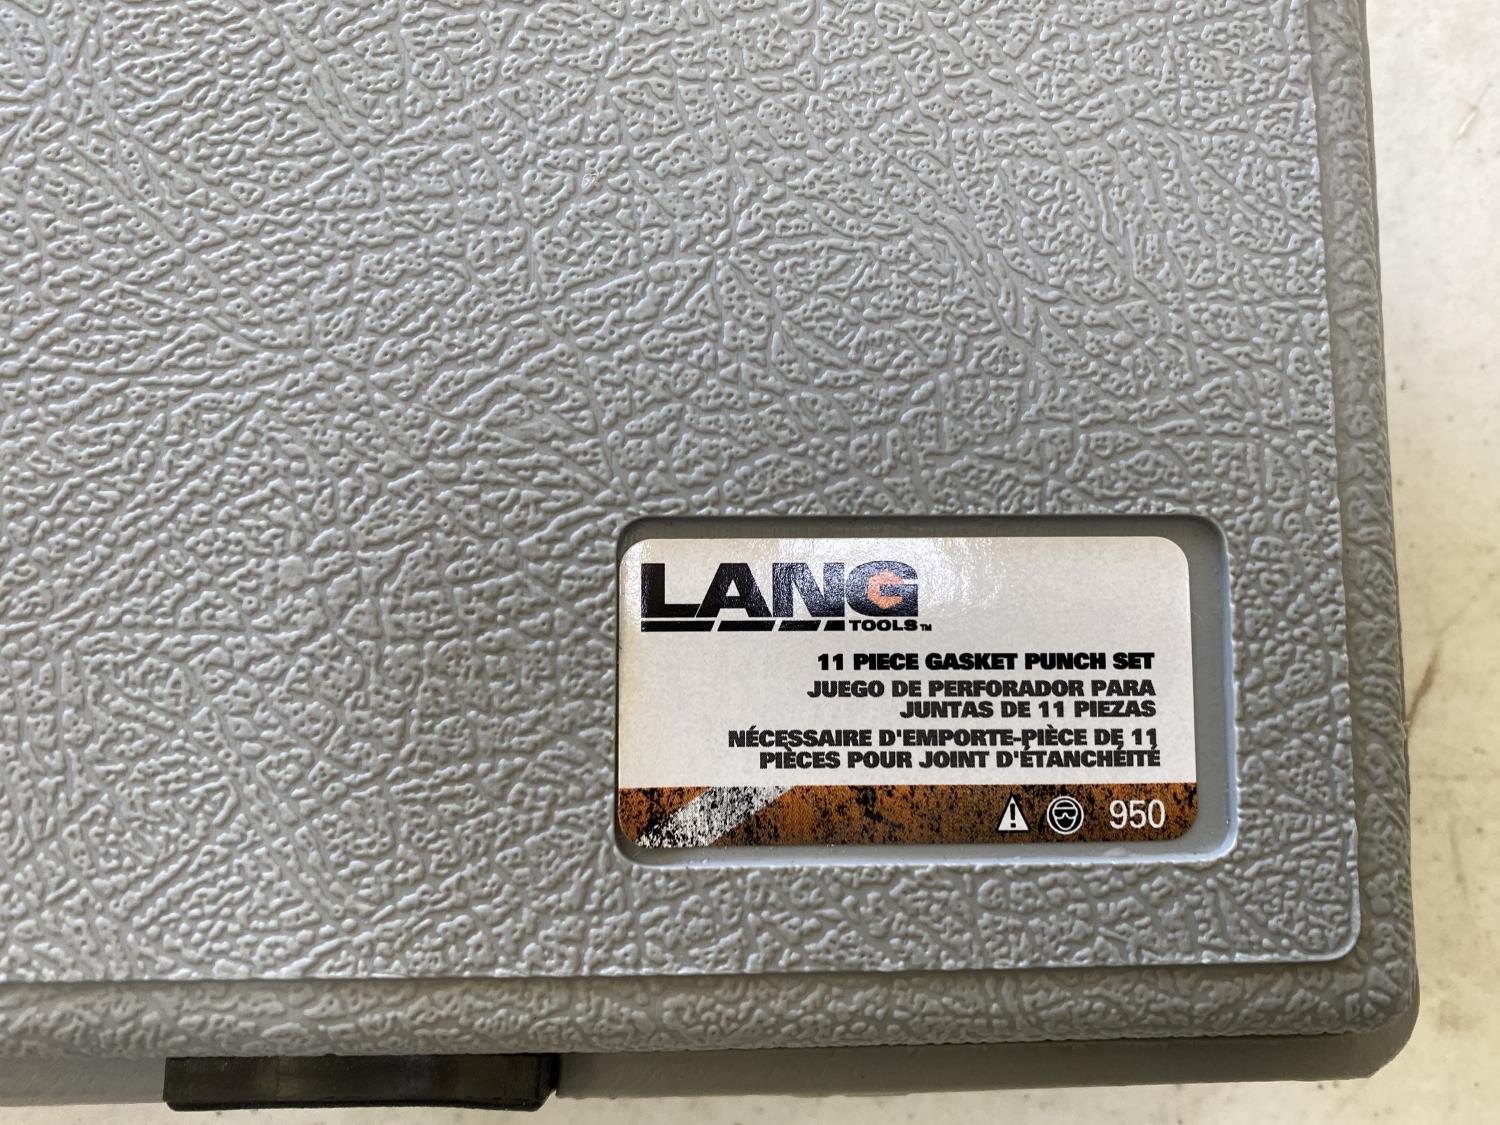 LANG
TOOLS™
11 PIECE GASKET PUNCH SET
JUEGO DE PERFORADOR PARA
JUNTAS DE 11 PIEZAS
NÉCESSAIRE D'EMPORTE-PIÈCE DE 11
PIÈCES POUR JOINT D'ÉTANCHÉITÉ
950